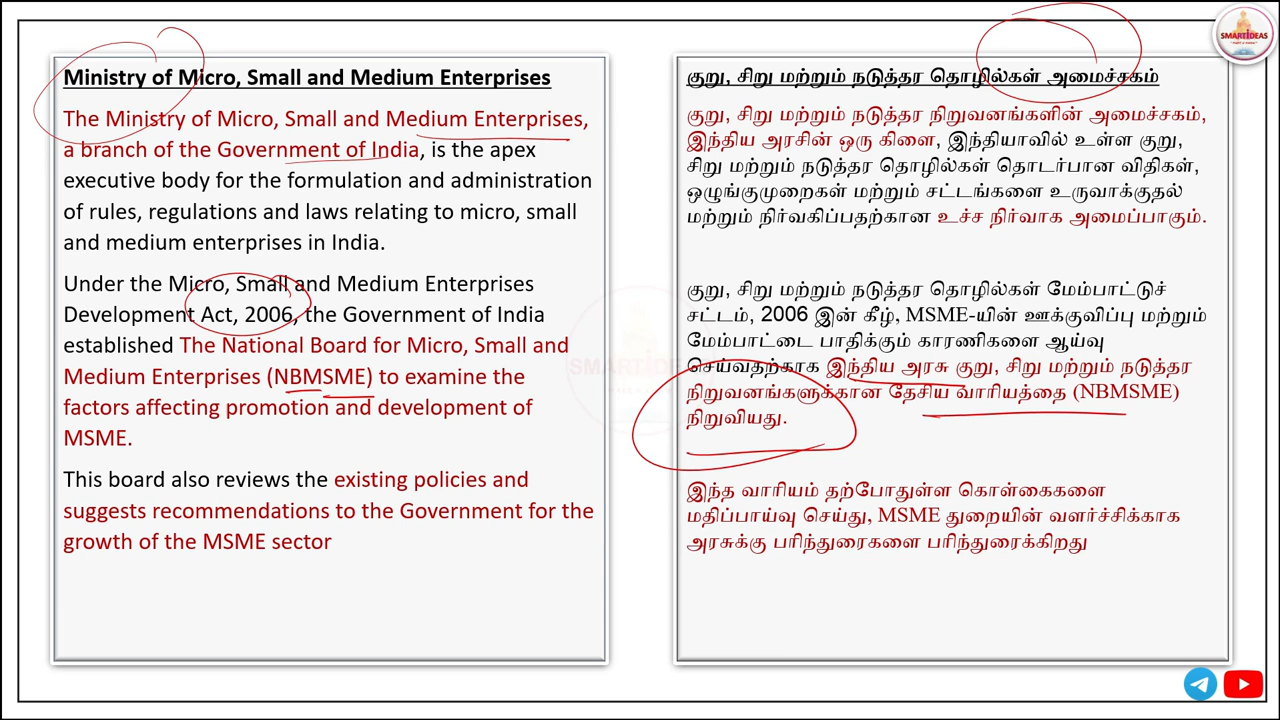 Ministry of Micro, Small and Medium Enterprises
The Ministry of Micro, Small and Medium Enterprises,
a branch of the Government of India, is the apex
executive body for the formulation and administration
of rules, regulations and laws relating to micro, small
and medium enterprises in India.
Under the Micro, Small and Medium Enterprises
Development Act, 2006, the Government of India
established The National Board for Micro, Small and
Medium Enterprises (NBMSME) to examine the
factors affecting promotion and development of
MSME.
This board also reviews the existing policies and
suggests recommendations to the Government for the
growth of the MSME sector
குறு, சிறு மற்றும் நடுத்தர தொழில்கள் அமைச்சகம்
குறு, சிறு மற்றும் நடுத்தர நிறுவனங்களின் அமைச்சகம்,
இந்திய அரசின் ஒரு கிளை, இந்தியாவில் உள்ள குறு,
சிறு மற்றும் நடுத்தர தொழில்கள் தொடர்பான விதிகள்,
ஒழுங்குமுறைகள் மற்றும் சட்டங்களை உருவாக்குதல்
மற்றும் நிர்வகிப்பதற்கான உச்ச நிர்வாக அமைப்பாகும்.
குறு, சிறு மற்றும் நடுத்தர தொழில்கள் மேம்பாட்டுச்
சட்டம், 2006 இன் கீழ், MSME-யின் ஊக்குவிப்பு மற்றும்
மேம்பாட்டை பாதிக்கும் காரணிகளை ஆய்வு
செய்வதற்காக இந்திய அரசு குறு, சிறு மற்றும் நடுத்தர
நிறுவனங்களுக்கான தேசிய வாரியத்தை (NBMSME)
நிறுவியது.
இந்த வாரியம் தற்போதுள்ள கொள்கைகளை
மதிப்பாய்வு செய்து, MSME துறையின் வளர்ச்சிக்காக
அரசுக்கு பரிந்துரைகளை பரிந்துரைக்கிறது
SMARTIDEAS
SMARTIDEAS